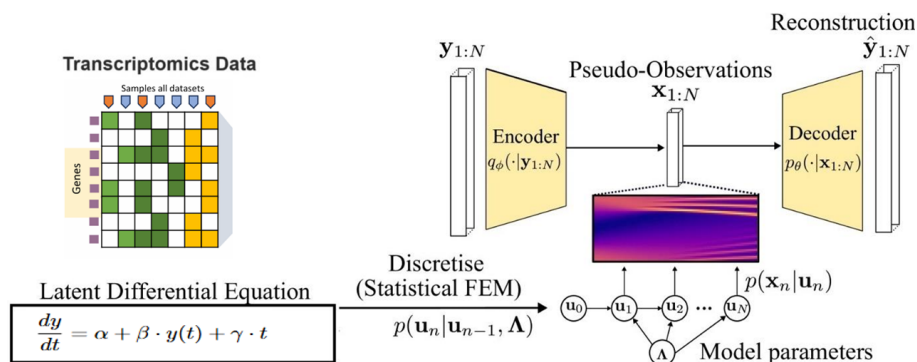 Reconstruction
y₁:N
ŷ₁:N
Pseudo-Observations
x₁:N
Transcriptomics Data
Samples all datasets
Genes
Encoder
qϕ(·|y₁:N)
Decoder
pθ(·|x₁:N)
Discretise
(Statistical FEM)
p(uₙ|uₙ₋₁, Λ)
Latent Differential Equation
dy/dt = α + β · y(t) + γ · t
p(xₙ|uₙ)
u₀ u₁ u₂ ... u_N
Λ
Model parameters